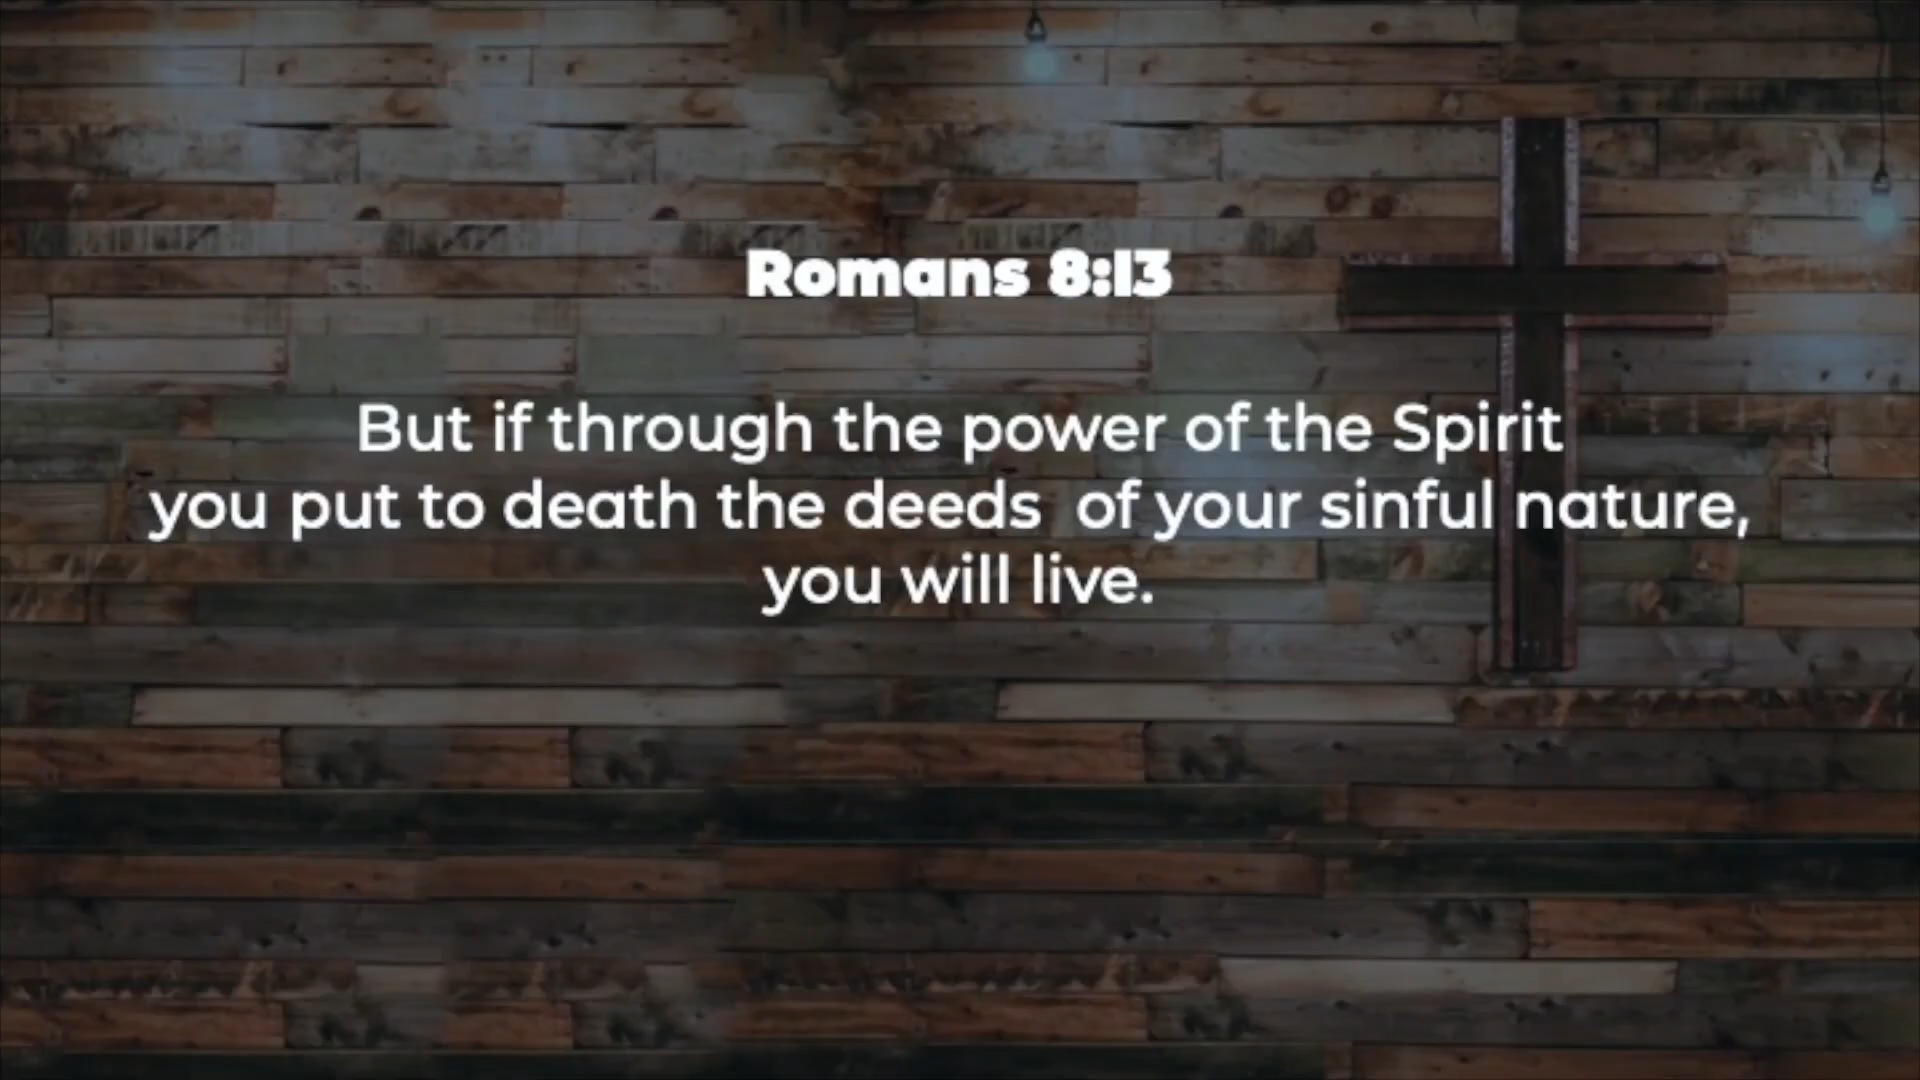 Romans 8:13
But if through the power of the Spirit
you put to death the deeds  of your sinful nature,
you will live.